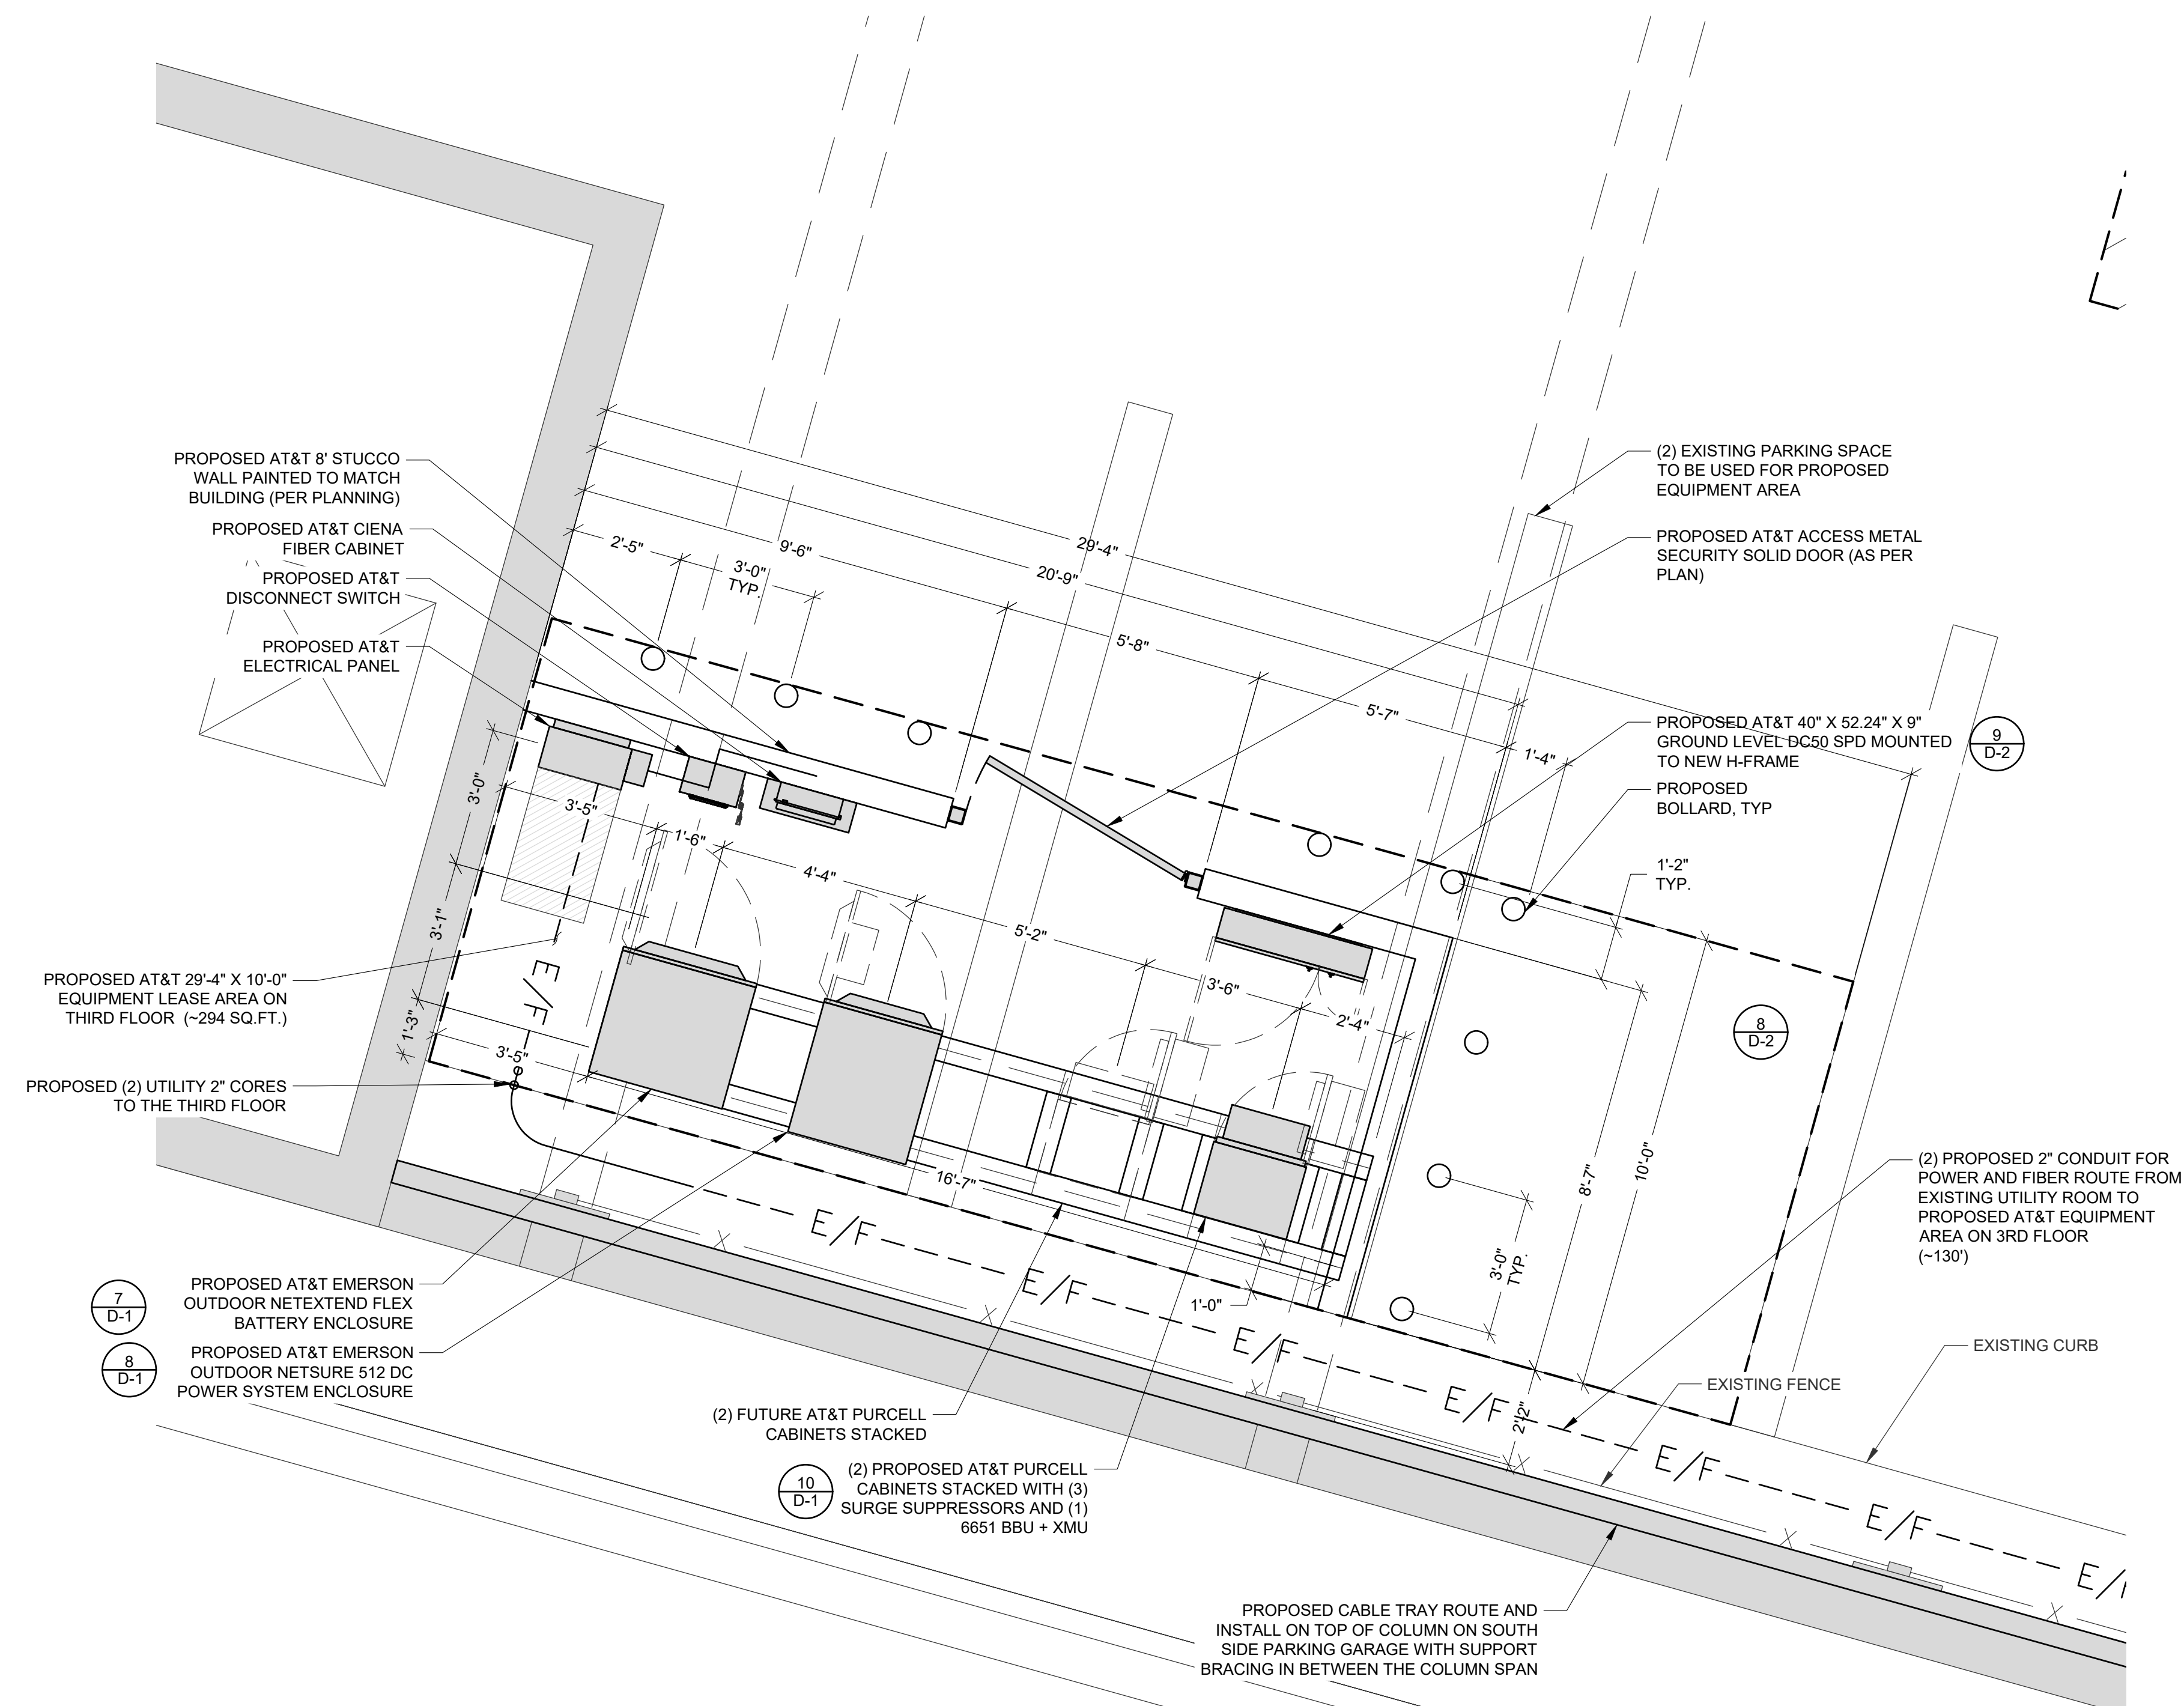 PROPOSED AT&T 8' STUCCO
WALL PAINTED TO MATCH
BUILDING (PER PLANNING)
PROPOSED AT&T CIENA
FIBER CABINET
PROPOSED AT&T
DISCONNECT SWITCH
PROPOSED AT&T
ELECTRICAL PANEL
(2) EXISTING PARKING SPACE
TO BE USED FOR PROPOSED
EQUIPMENT AREA
PROPOSED AT&T ACCESS METAL
SECURITY SOLID DOOR (AS PER
PLAN)
PROPOSED AT&T 40" X 52.24" X 9"
GROUND LEVEL DC50 SPD MOUNTED
TO NEW H-FRAME
9
D-2
PROPOSED
BOLLARD, TYP
1'-2"
TYP.
29'-4"
20'-9"
9'-6"
5'-8"
5'-7"
1'-4"
2'-5"
3'-0"
TYP.
3'-0"
3'-1"
1'-3"
3'-5"
1'-6"
4'-4"
5'-2"
3'-6"
2'-4"
E/F
3'-5"
16'-7"
1'-0"
8
D-2
8'-7"
10'-0"
3'-0"
TYP.
2'-2"
PROPOSED AT&T 29'-4" X 10'-0"
EQUIPMENT LEASE AREA ON
THIRD FLOOR (~294 SQ.FT.)
PROPOSED (2) UTILITY 2" CORES
TO THE THIRD FLOOR
E/F
E/F
E/F
E/F
E/F
E/F
(2) PROPOSED 2" CONDUIT FOR
POWER AND FIBER ROUTE FROM
EXISTING UTILITY ROOM TO
PROPOSED AT&T EQUIPMENT
AREA ON 3RD FLOOR
(~130')
7
D-1
PROPOSED AT&T EMERSON
OUTDOOR NETEXTEND FLEX
BATTERY ENCLOSURE
8
D-1
PROPOSED AT&T EMERSON
OUTDOOR NETSURE 512 DC
POWER SYSTEM ENCLOSURE
EXISTING CURB
EXISTING FENCE
(2) FUTURE AT&T PURCELL
CABINETS STACKED
10
D-1
(2) PROPOSED AT&T PURCELL
CABINETS STACKED WITH (3)
SURGE SUPPRESSORS AND (1)
6651 BBU + XMU
PROPOSED CABLE TRAY ROUTE AND
INSTALL ON TOP OF COLUMN ON SOUTH
SIDE PARKING GARAGE WITH SUPPORT
BRACING IN BETWEEN THE COLUMN SPAN